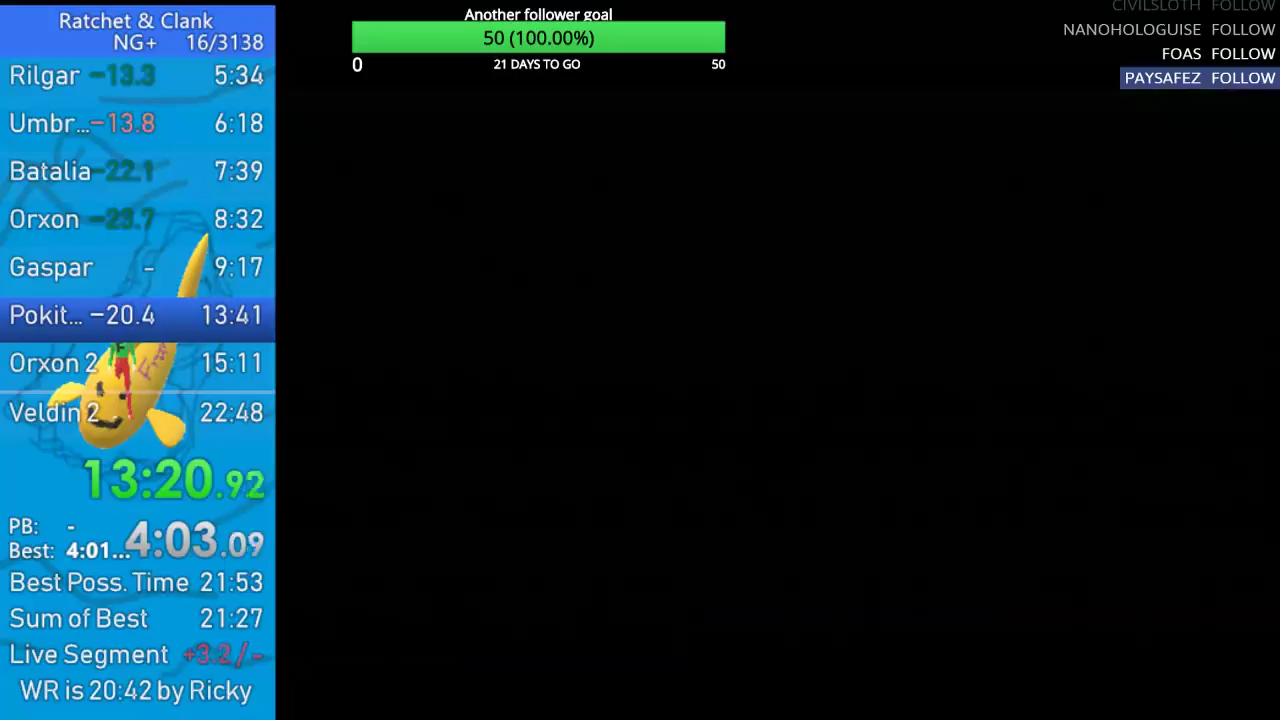 Ratchet & Clank
NG+ 16/3138
Rilgar −13.3 5:34
Umbr... −13.8 6:18
Batalia −22.1 7:39
Orxon −23.7 8:32
Gaspar - 9:17
Pokit... −20.4 13:41
Orxon 2 15:11
Veldin 2 22:48
13:20.92
PB: -
Best: 4:01... 4:03.09
Best Poss. Time 21:53
Sum of Best 21:27
Live Segment +3.2/-
WR is 20:42 by Ricky
Another follower goal
50 (100.00%)
0 21 DAYS TO GO 50
CIVILSLOTH FOLLOW
NANOHOLOGUISE FOLLOW
FOAS FOLLOW
PAYSAFEZ FOLLOW